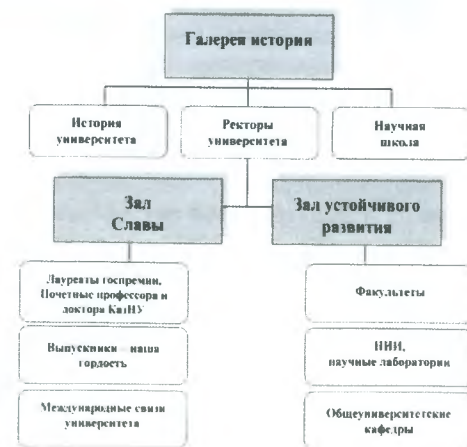 Галерея истории
История
университета
Ректоры
университета
Научная
школа
Зал
Славы
Зал устойчивого
развития
Лауреаты госпремии,
Почетные профессора и
доктора КазНУ
Факультеты
Выпускники – наша
гордость
НИИ,
научные лаборатории
Международные связи
университета
Общеуниверситетские
кафедры